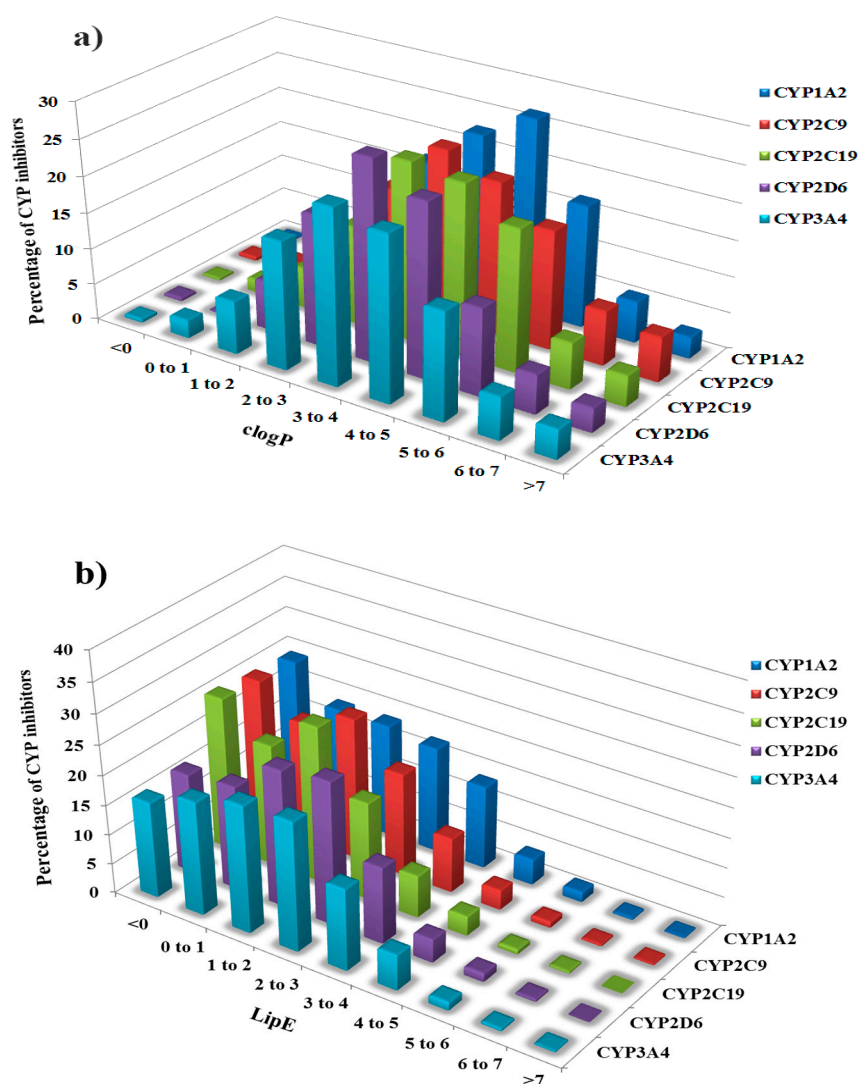 a)
30
25
20
15
10
5
0
Percentage of CYP inhibitors
<0
0 to 1
1 to 2
2 to 3
3 to 4
4 to 5
5 to 6
6 to 7
>7
clogP
CYP1A2
CYP2C9
CYP2C19
CYP2D6
CYP3A4
CYP1A2
CYP2C9
CYP2C19
CYP2D6
CYP3A4
b)
40
35
30
25
20
15
10
5
0
Percentage of CYP inhibitors
<0
0 to 1
1 to 2
2 to 3
3 to 4
4 to 5
5 to 6
6 to 7
>7
LipE
CYP1A2
CYP2C9
CYP2C19
CYP2D6
CYP3A4
CYP1A2
CYP2C9
CYP2C19
CYP2D6
CYP3A4